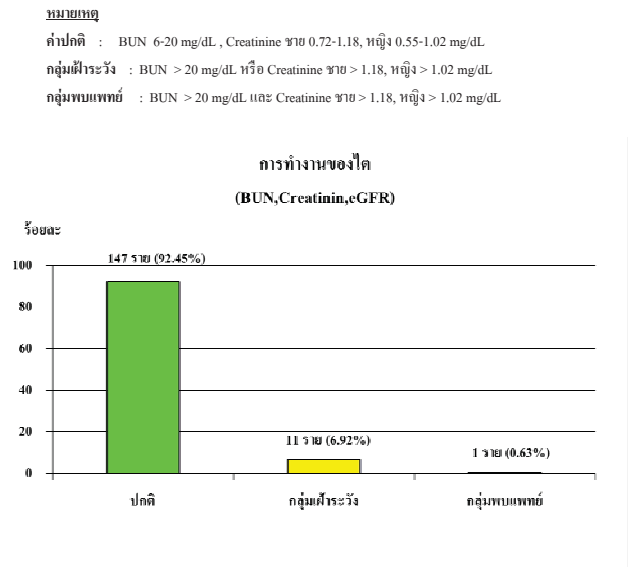 หมายเหตุ
ค่าปกติ : BUN 6-20 mg/dL , Creatinine ชาย 0.72-1.18, หญิง 0.55-1.02 mg/dL
กลุ่มเฝ้าระวัง : BUN > 20 mg/dL หรือ Creatinine ชาย > 1.18, หญิง > 1.02 mg/dL
กลุ่มพบแพทย์ : BUN > 20 mg/dL และ Creatinine ชาย > 1.18, หญิง > 1.02 mg/dL
การทำงานของไต
(BUN,Creatinin,eGFR)
ร้อยละ
147 ราย (92.45%)
100
80
60
40
20
11 ราย (6.92%)
1 ราย (0.63%)
0
ปกติ กลุ่มเฝ้าระวัง กลุ่มพบแพทย์